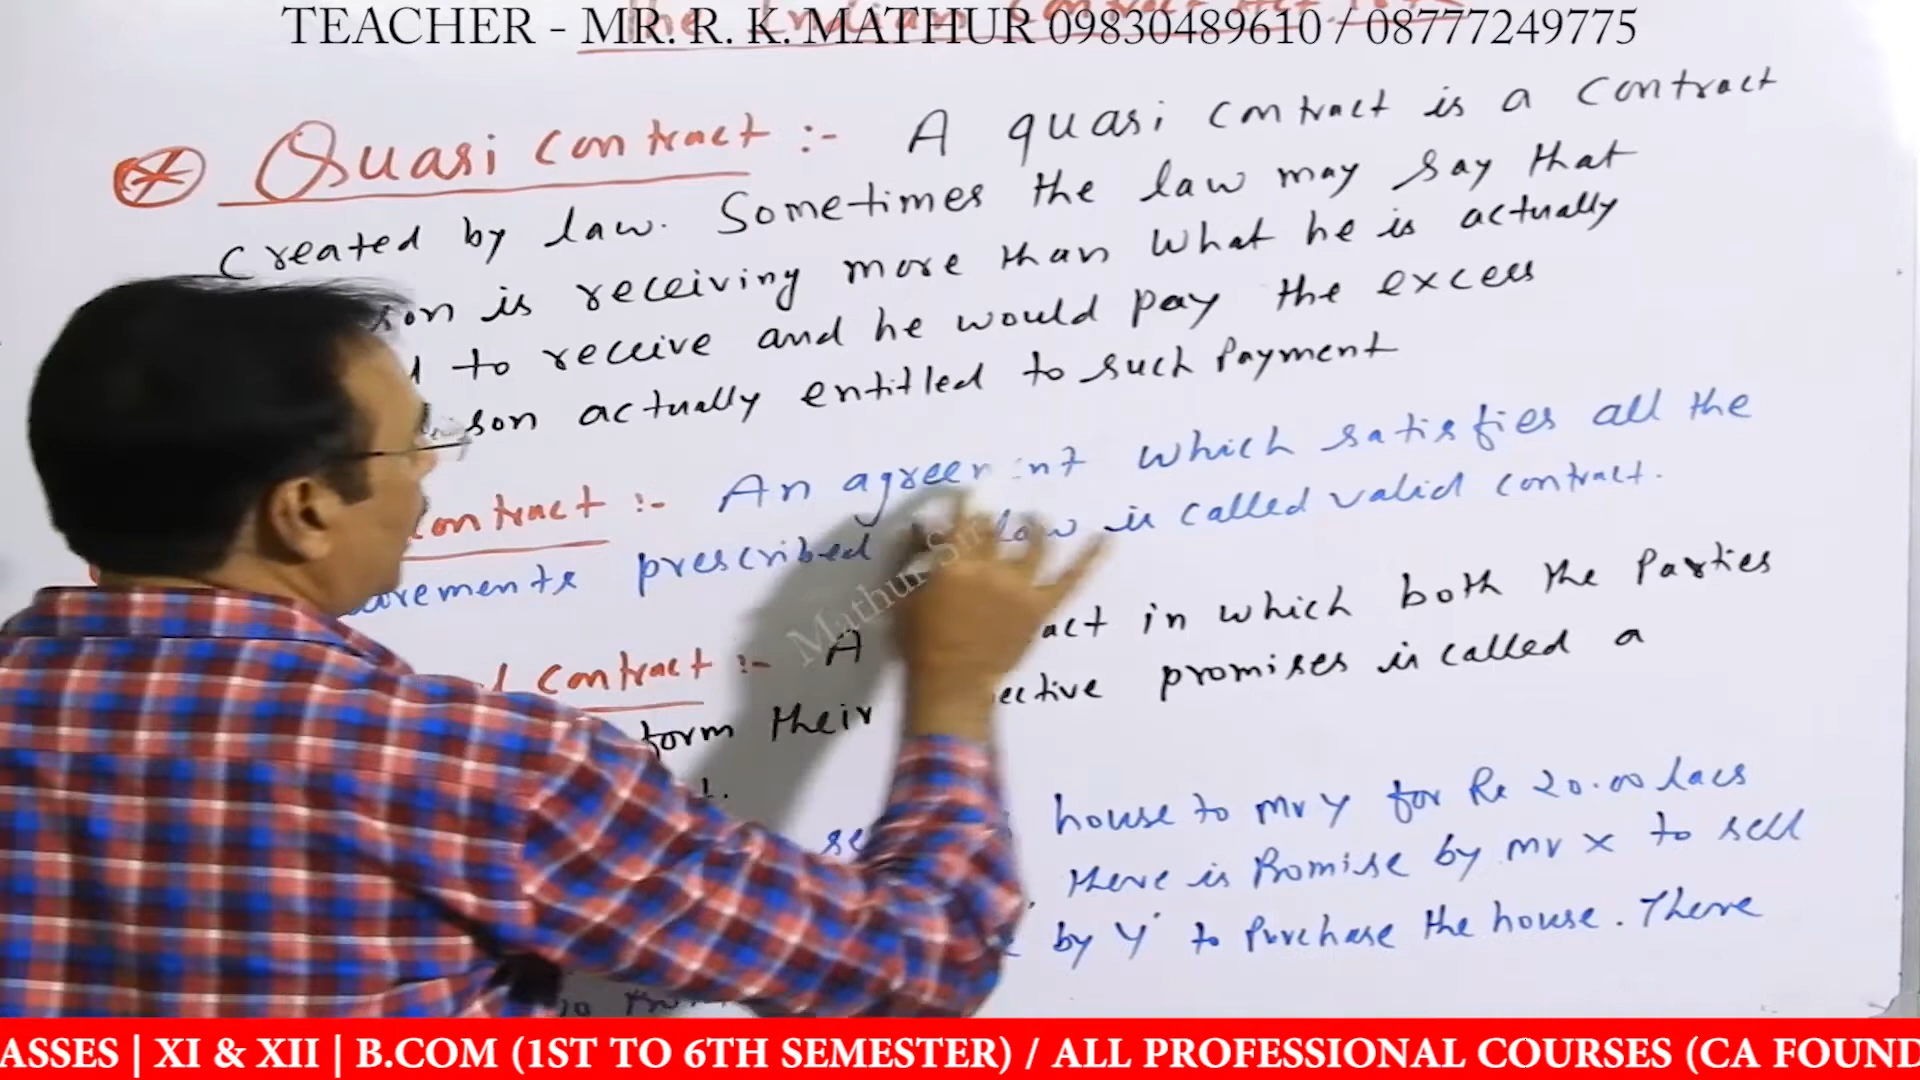 The Indian Contract Act
TEACHER - MR. R. K. MATHUR 09830489610 / 08777249775
Quasi contract :- A quasi contract is a contract
created by law. Sometimes the law may say that
son is receiving more than what he is actually
to receive and he would pay the excess
son actually entitled to such payment
contract :- An agreement which satisfies all the
prescribed law is called valid contract.
contract :- A act in which both the Parties
form their ective promises is called a
house to Mr Y for Rs 20.00 lacs
there is Promise by Mr X to sell
by Y to Purchase the house. There
Mathur
ASSES | XI & XII | B.COM (1ST TO 6TH SEMESTER) / ALL PROFESSIONAL COURSES (CA FOUND